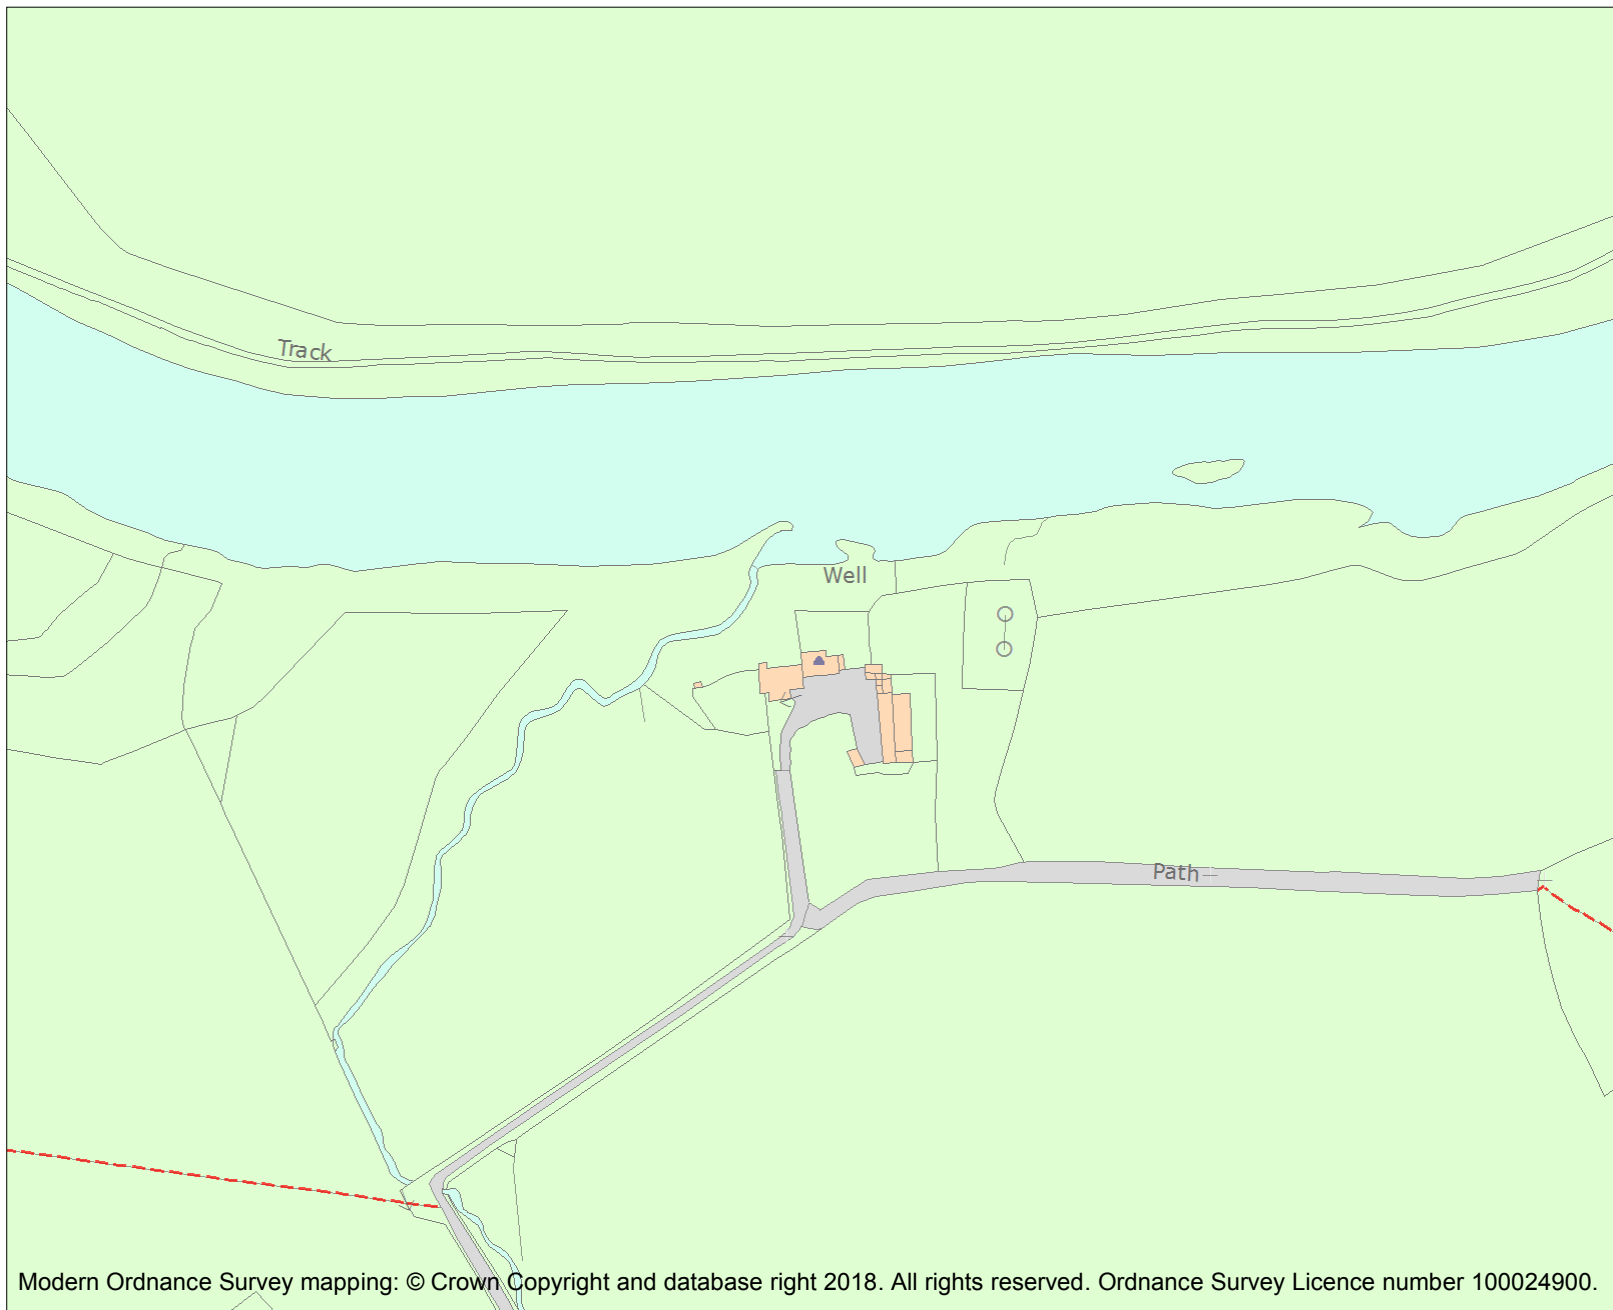 Track
Well
Path
Modern Ordnance Survey mapping: © Crown Copyright and database right 2018. All rights reserved. Ordnance Survey Licence number 100024900.